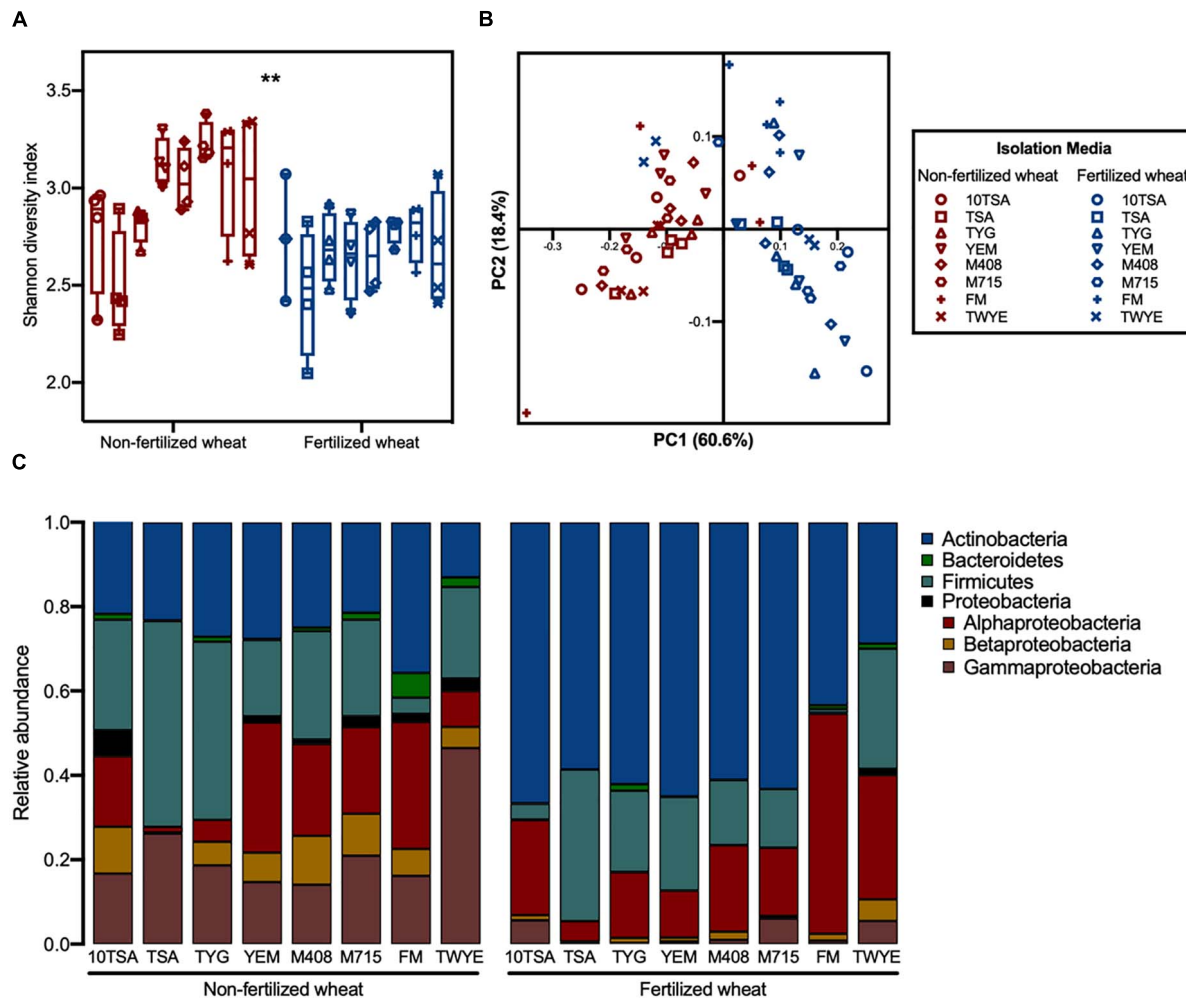 A
Shannon diversity index
3.5
3.0
2.5
2.0
**
Non-fertilized wheat
Fertilized wheat
B
PC2 (18.4%)
0.1
-0.1
-0.3
-0.2
-0.1
0.1
0.2
PC1 (60.6%)
Isolation Media
Non-fertilized wheat Fertilized wheat
10TSA 10TSA
TSA TSA
TYG TYG
YEM YEM
M408 M408
M715 M715
FM FM
TWYE TWYE
C
Relative abundance
1.0
0.8
0.6
0.4
0.2
0.0
10TSA TSA TYG YEM M408 M715 FM TWYE
Non-fertilized wheat
10TSA TSA TYG YEM M408 M715 FM TWYE
Fertilized wheat
Actinobacteria
Bacteroidetes
Firmicutes
Proteobacteria
Alphaproteobacteria
Betaproteobacteria
Gammaproteobacteria